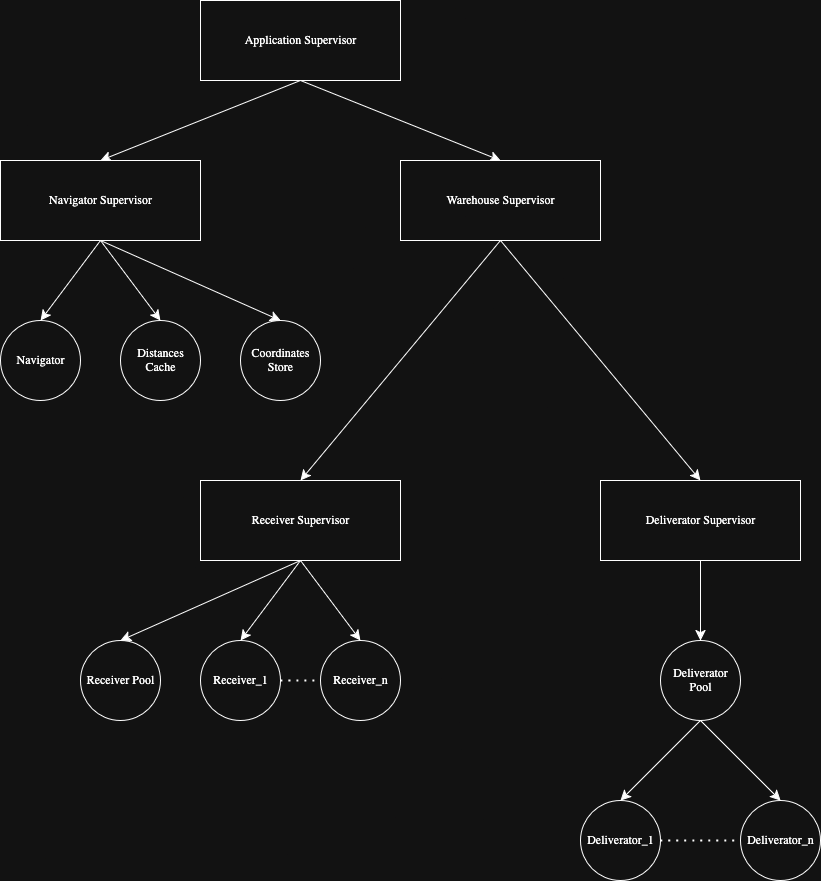 Application Supervisor
Navigator Supervisor
Warehouse Supervisor
Navigator
Distances
Cache
Coordinates
Store
Receiver Supervisor
Deliverator Supervisor
Receiver Pool
Receiver_1
Receiver_n
Deliverator
Pool
Deliverator_1
Deliverator_n